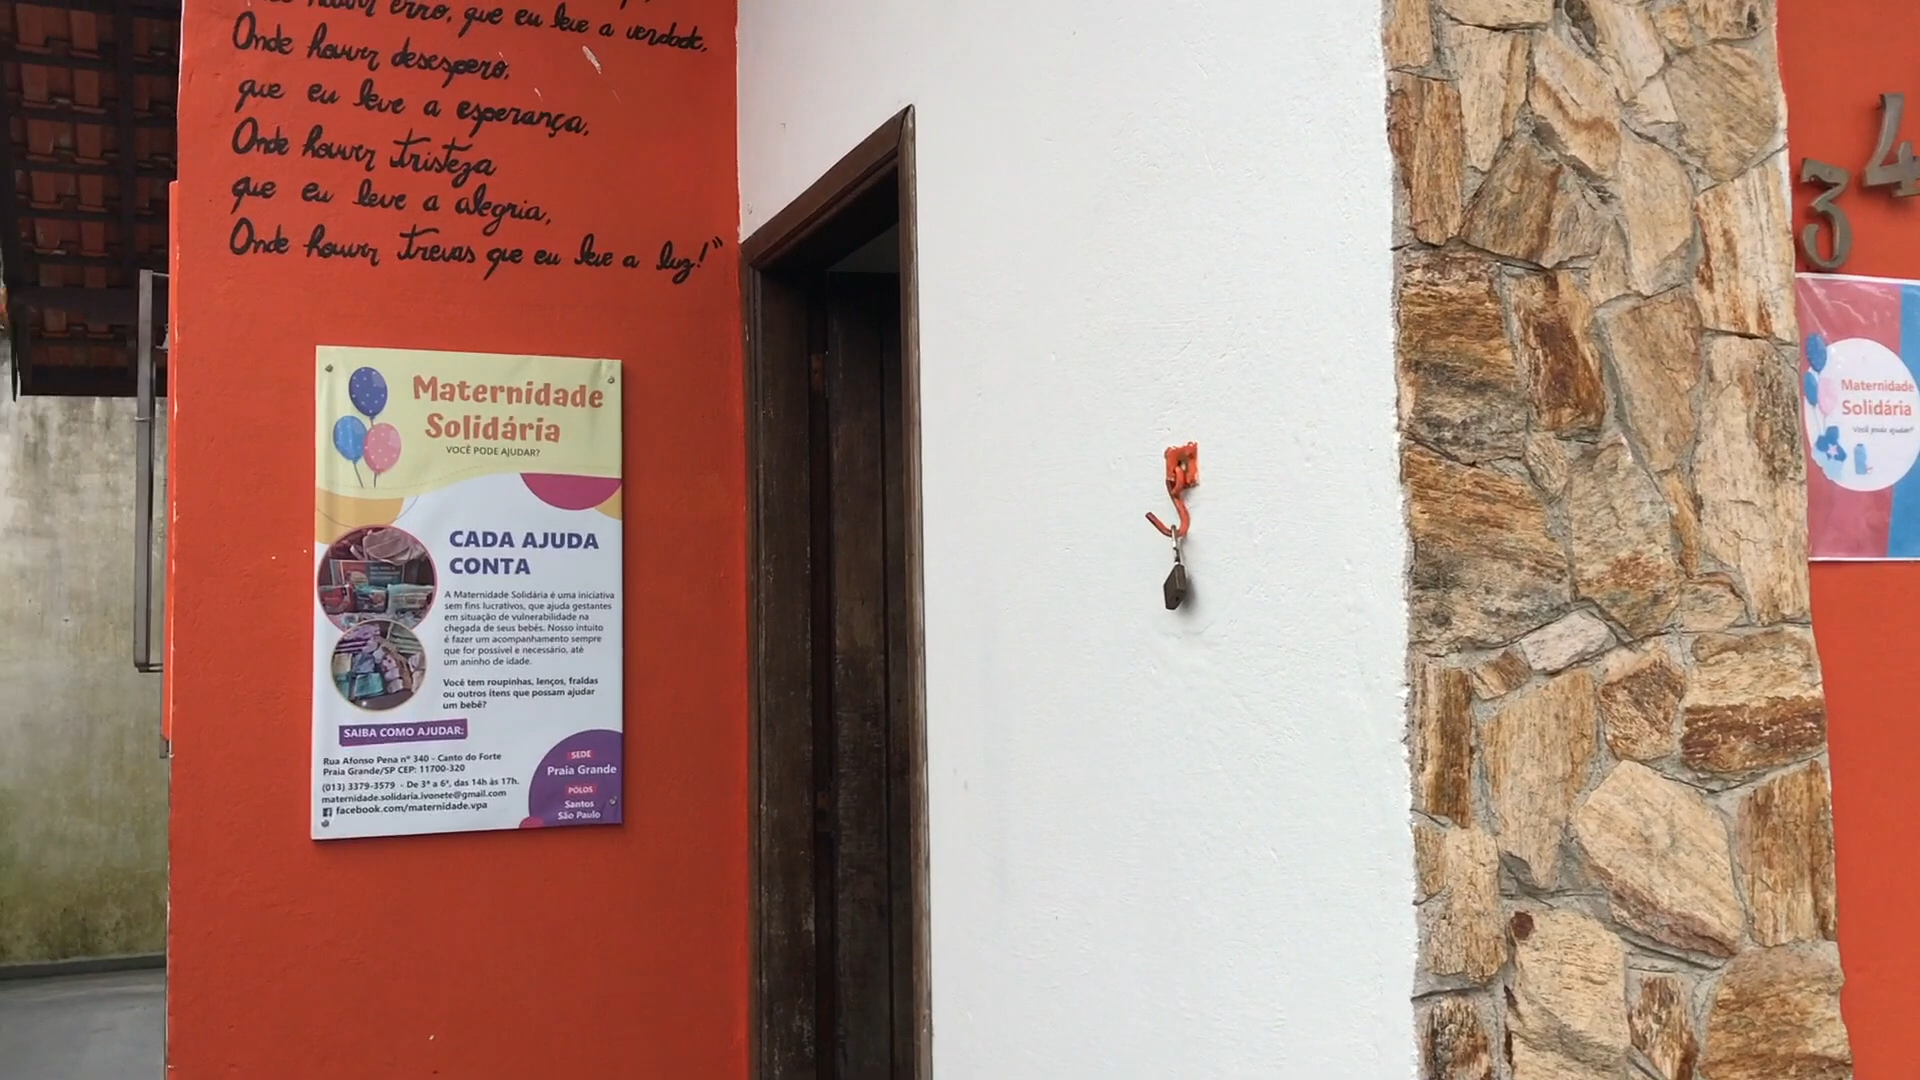 houver erro, que eu leve a verdade,
Onde houver desespero,
que eu leve a esperança,
Onde houver tristeza
que eu leve a alegria,
Onde houver trevas que eu leve a luz!"
Maternidade
Solidária
VOCÊ PODE AJUDAR?
CADA AJUDA
CONTA
A Maternidade Solidária é uma iniciativa
sem fins lucrativos, que ajuda gestantes
em situação de vulnerabilidade na
chegada de seus bebês. Nosso intuito
é fazer um acompanhamento sempre
que for possível e necessário, até
um aninho de idade.
Você tem roupinhas, lenços, fraldas
ou outros itens que possam ajudar
um bebê?
SAIBA COMO AJUDAR:
Rua Afonso Pena nº 340 - Canto do Forte
Praia Grande/SP CEP: 11700-320
(013) 3379-3579 - De 3ª a 6ª, das 14h às 17h.
maternidade.solidaria.ivonete@gmail.com
facebook.com/maternidade.vpa
SEDE
Praia Grande
PÓLOS
Santos
São Paulo
34
Maternidade
Solidária
Você pode ajudar?